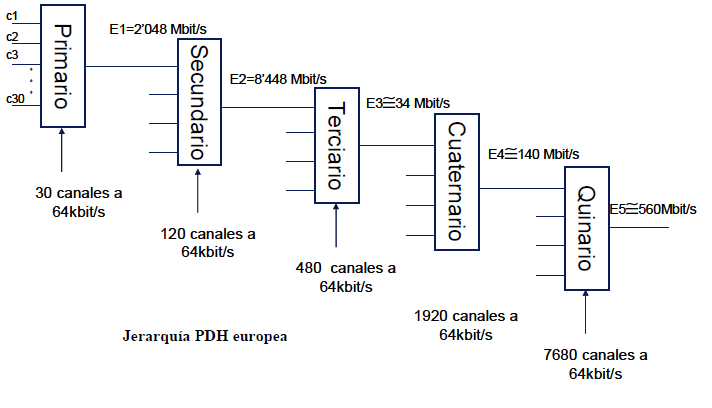 c1
c2
c3
c30
Primario
E1=2'048 Mbit/s
30 canales a
64kbit/s
Secundario
E2=8'448 Mbit/s
120 canales a
64kbit/s
Terciario
E3≅34 Mbit/s
480 canales a
64kbit/s
Cuaternario
E4≅140 Mbit/s
1920 canales a
64kbit/s
Quinario
E5≅560Mbit/s
7680 canales a
64kbit/s
Jerarquía PDH europea